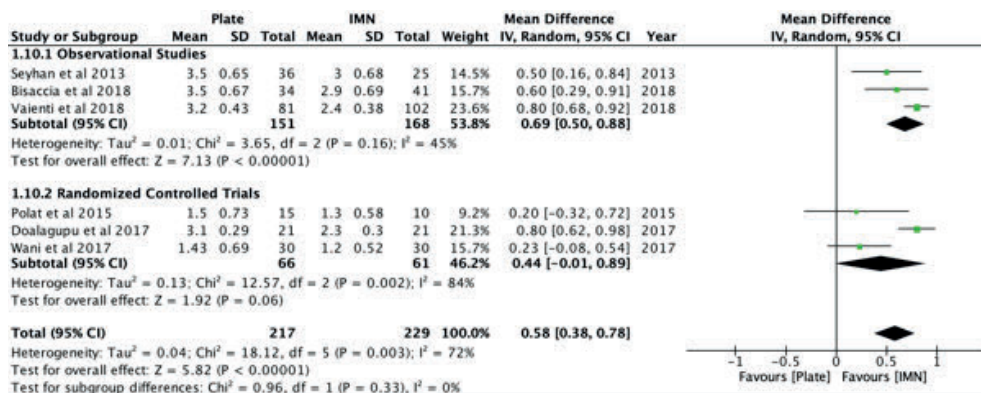 Plate IMN Mean Difference Mean Difference
Study or Subgroup Mean SD Total Mean SD Total Weight IV, Random, 95% CI Year IV, Random, 95% CI
1.10.1 Observational Studies
Seyhan et al 2013 3.5 0.65 36 3 0.68 25 14.5% 0.50 [0.16, 0.84] 2013
Bisaccia et al 2018 3.5 0.67 34 2.9 0.69 41 15.7% 0.60 [0.29, 0.91] 2018
Vaienti et al 2018 3.2 0.43 81 2.4 0.38 102 23.6% 0.80 [0.68, 0.92] 2018
Subtotal (95% CI) 151 168 53.8% 0.69 [0.50, 0.88]
Heterogeneity: Tau² = 0.01; Chi² = 3.65, df = 2 (P = 0.16); I² = 45%
Test for overall effect: Z = 7.13 (P < 0.00001)
1.10.2 Randomized Controlled Trials
Polat et al 2015 1.5 0.73 15 1.3 0.58 10 9.2% 0.20 [-0.32, 0.72] 2015
Doalagupu et al 2017 3.1 0.29 21 2.3 0.3 21 21.3% 0.80 [0.62, 0.98] 2017
Wani et al 2017 1.43 0.69 30 1.2 0.52 30 15.7% 0.23 [-0.08, 0.54] 2017
Subtotal (95% CI) 66 61 46.2% 0.44 [-0.01, 0.89]
Heterogeneity: Tau² = 0.13; Chi² = 12.57, df = 2 (P = 0.002); I² = 84%
Test for overall effect: Z = 1.92 (P = 0.06)
Total (95% CI) 217 229 100.0% 0.58 [0.38, 0.78]
Heterogeneity: Tau² = 0.04; Chi² = 18.12, df = 5 (P = 0.003); I² = 72%
Test for overall effect: Z = 5.82 (P < 0.00001)
Test for subgroup differences: Chi² = 0.96, df = 1 (P = 0.33), I² = 0%
-1 -0.5 0 0.5 1
Favours [Plate] Favours [IMN]